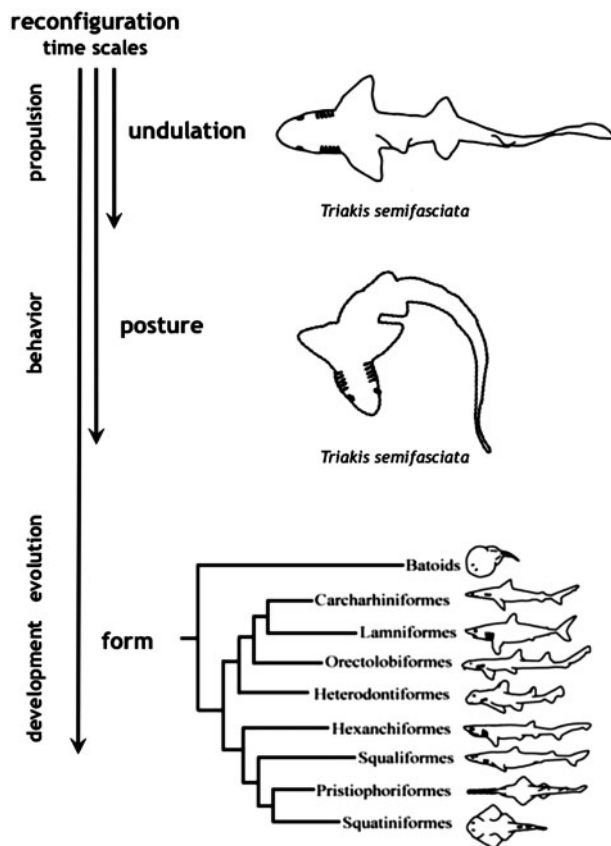 reconfiguration
time scales
propulsion
undulation
Triakis semifasciata
behavior
posture
Triakis semifasciata
development evolution
form
Batoids
Carcharhiniformes
Lamniformes
Orectolobiformes
Heterodontiformes
Hexanchiformes
Squaliformes
Pristiophoriformes
Squatiniformes